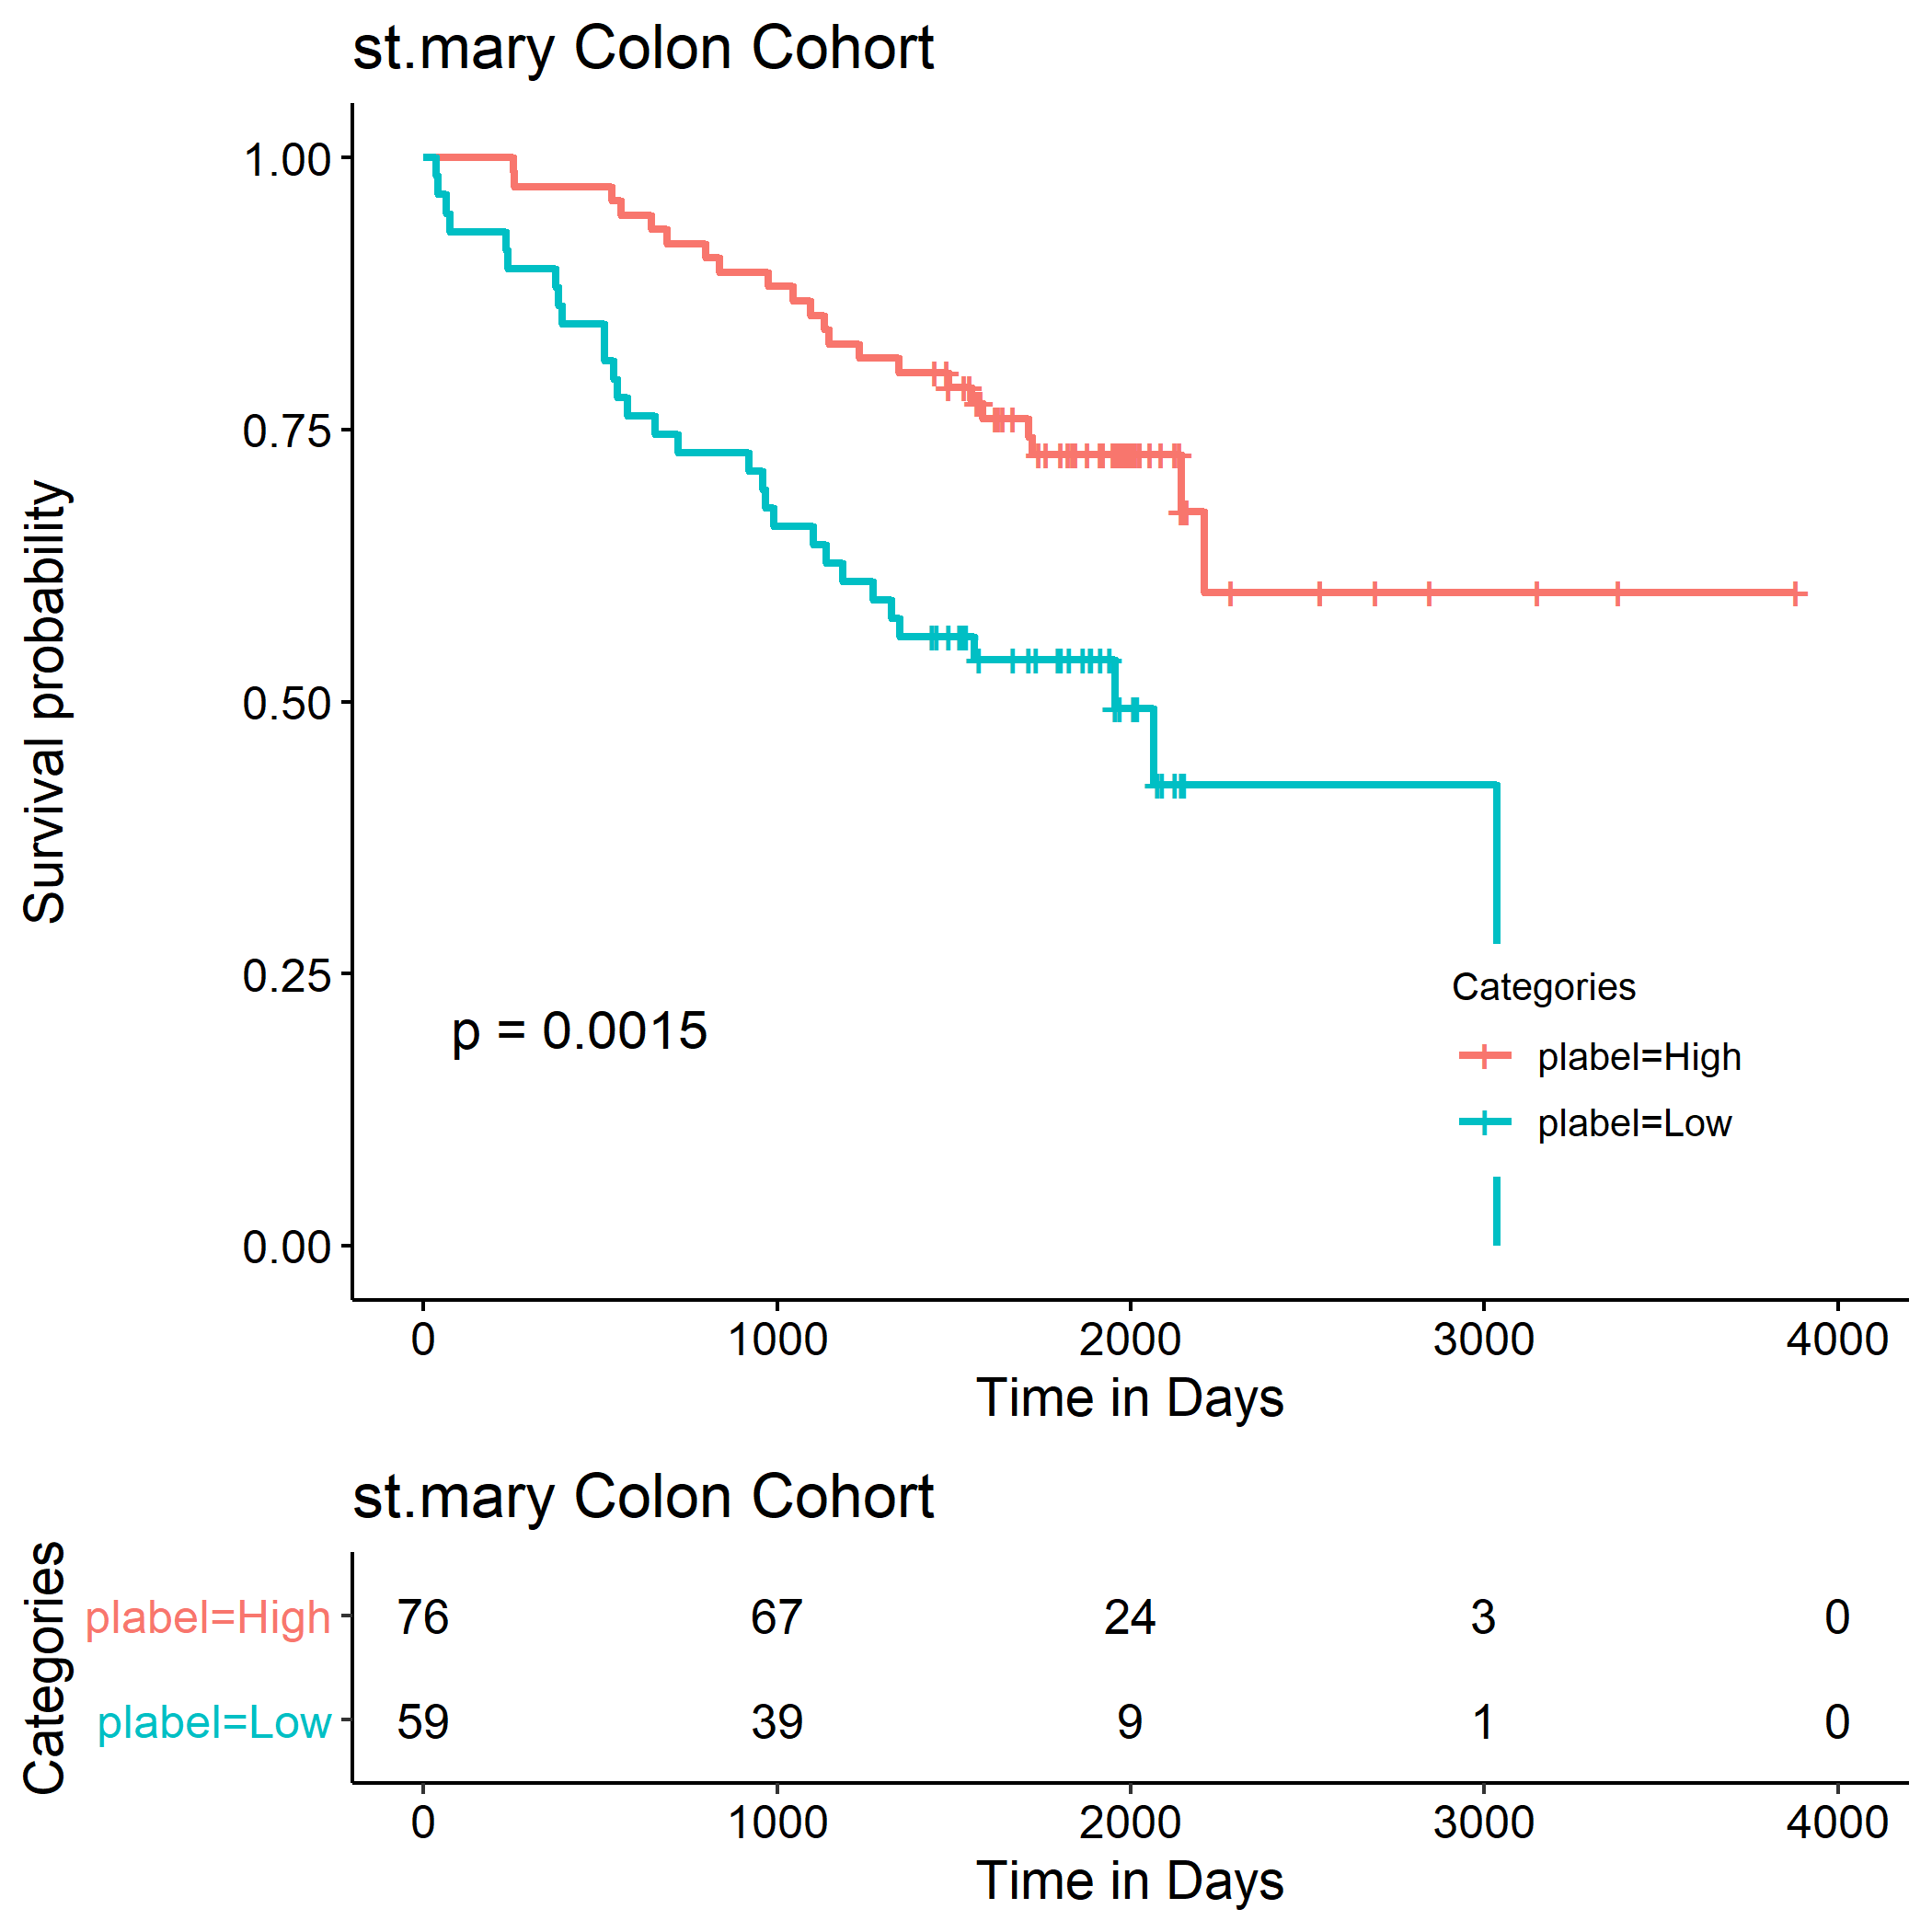 st.mary Colon Cohort
Survival probability
1.00
0.75
0.50
0.25
0.00
p = 0.0015
Categories
plabel=High
plabel=Low
0 1000 2000 3000 4000
Time in Days
st.mary Colon Cohort
Categories
plabel=High 76 67 24 3 0
plabel=Low 59 39 9 1 0
0 1000 2000 3000 4000
Time in Days